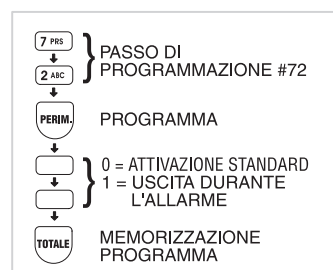 7 PRS
PASSO DI
PROGRAMMAZIONE #72
2 ABC
PERIM.
PROGRAMMA
0 = ATTIVAZIONE STANDARD
1 = USCITA DURANTE
L'ALLARME
TOTALE
MEMORIZZAZIONE
PROGRAMMA